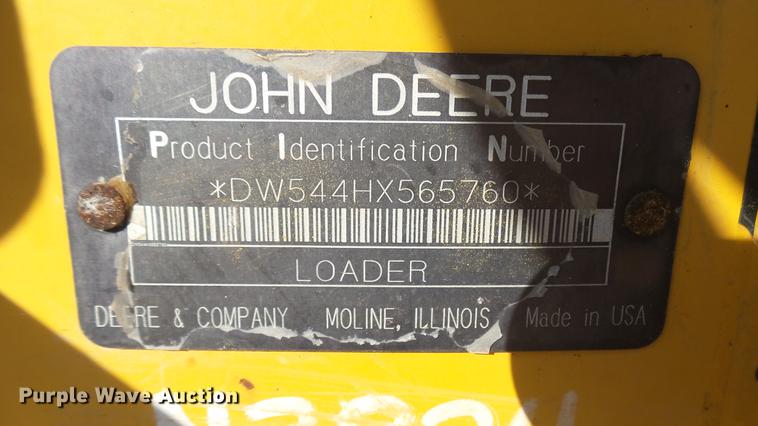 JOHN DEERE
Product Identification Number
*DW544HX565760*
LOADER
DEERE & COMPANY MOLINE, ILLINOIS Made in USA
Purple Wave Auction